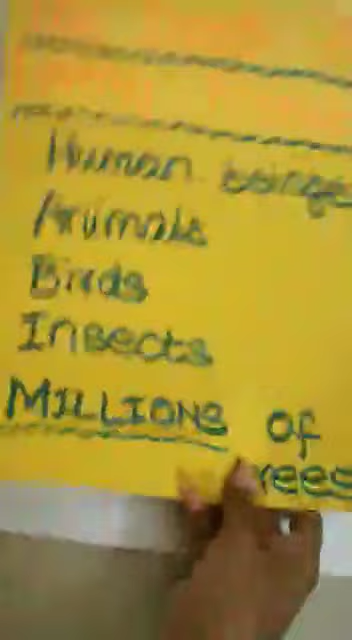 Human beings
Animals
Birds
Insects
MILLIONS of